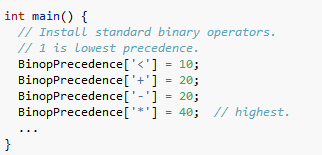 int main() {
  // Install standard binary operators.
  // 1 is lowest precedence.
  BinopPrecedence['<'] = 10;
  BinopPrecedence['+'] = 20;
  BinopPrecedence['-'] = 20;
  BinopPrecedence['*'] = 40;  // highest.
  ...
}